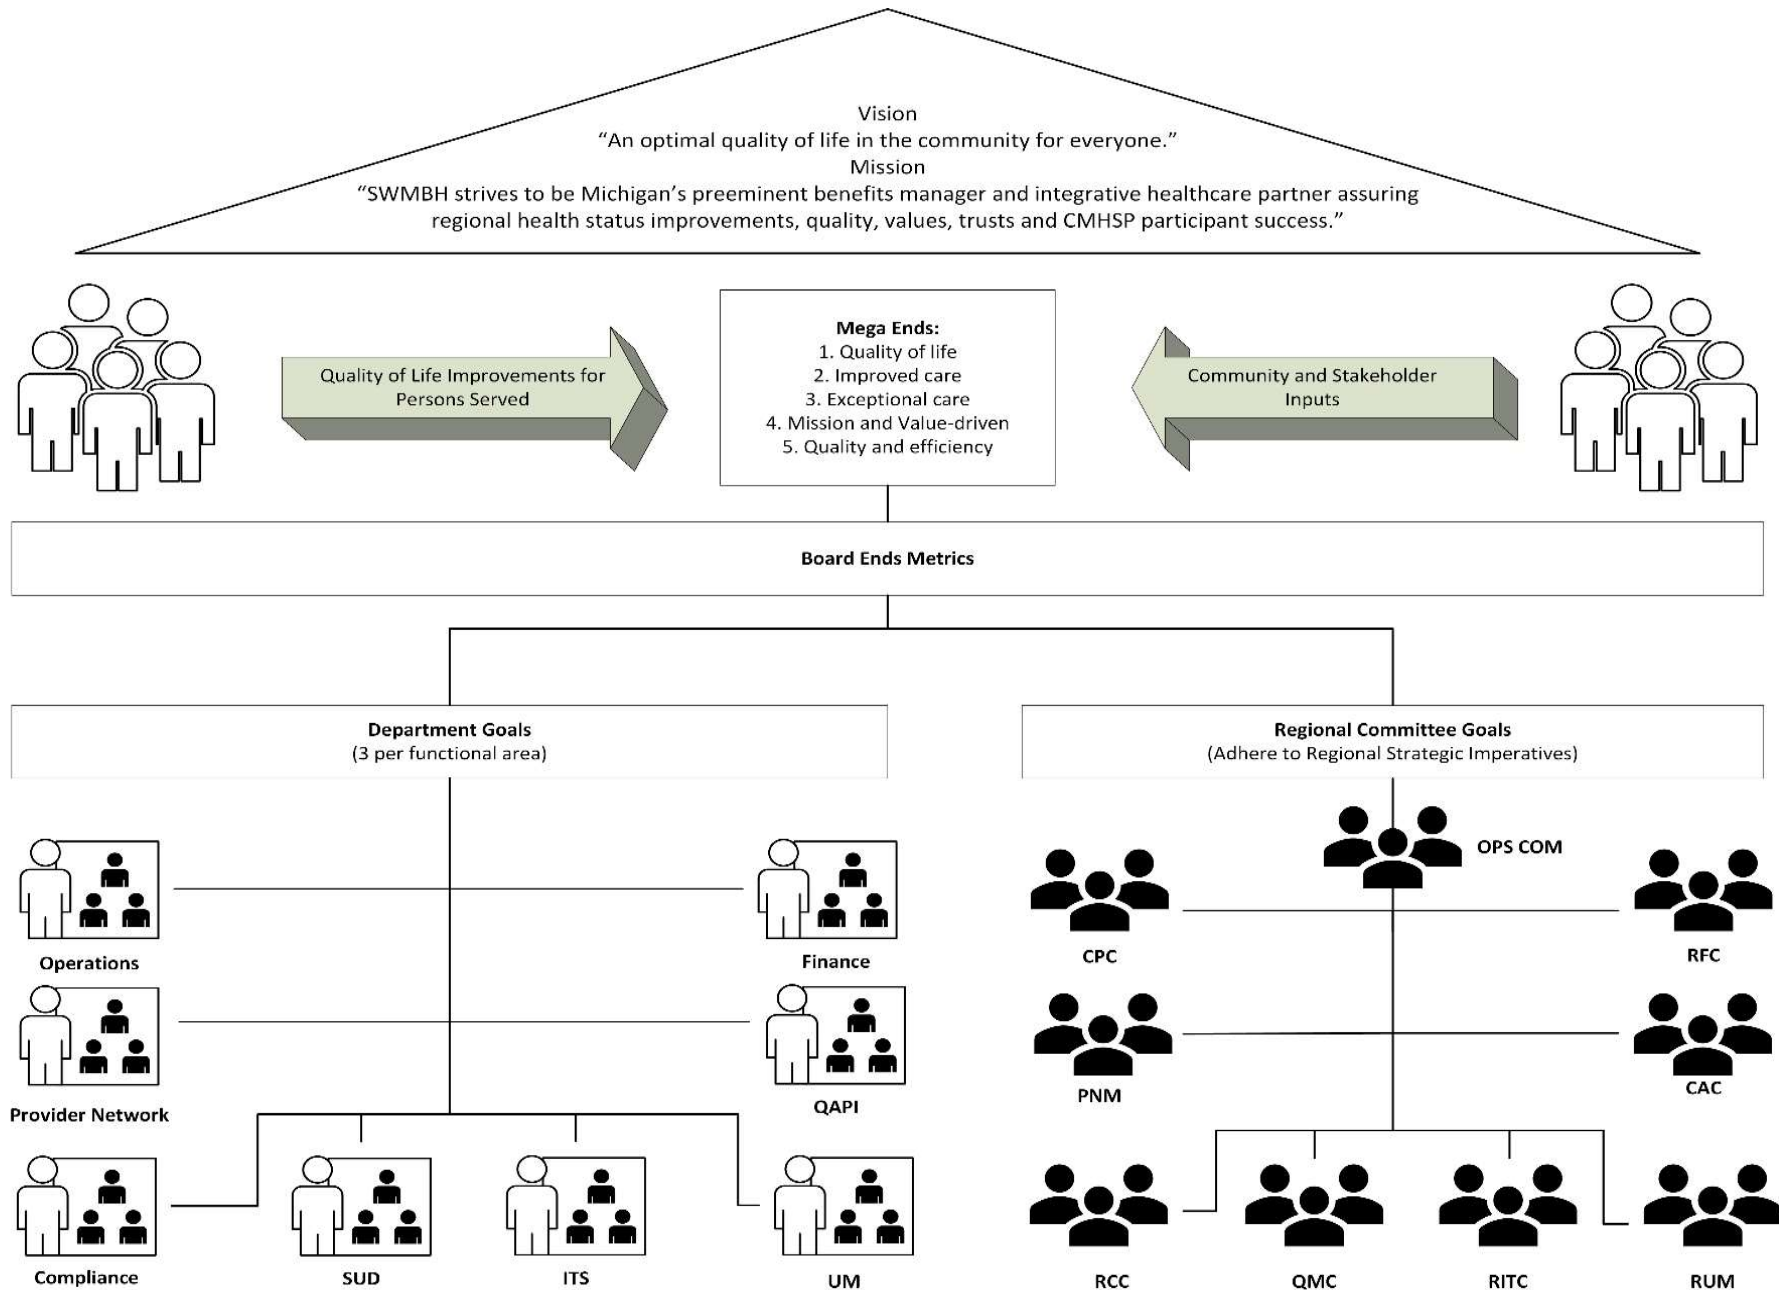 Vision
“An optimal quality of life in the community for everyone.”
Mission
“SWMBH strives to be Michigan’s preeminent benefits manager and integrative healthcare partner assuring
regional health status improvements, quality, values, trusts and CMHSP participant success.”
Quality of Life Improvements for
Persons Served
Mega Ends:
1. Quality of life
2. Improved care
3. Exceptional care
4. Mission and Value-driven
5. Quality and efficiency
Community and Stakeholder
Inputs
Board Ends Metrics
Department Goals
(3 per functional area)
Regional Committee Goals
(Adhere to Regional Strategic Imperatives)
Operations
Finance
Provider Network
QAPI
Compliance
SUD
ITS
UM
OPS COM
CPC
RFC
PNM
CAC
RCC
QMC
RITC
RUM